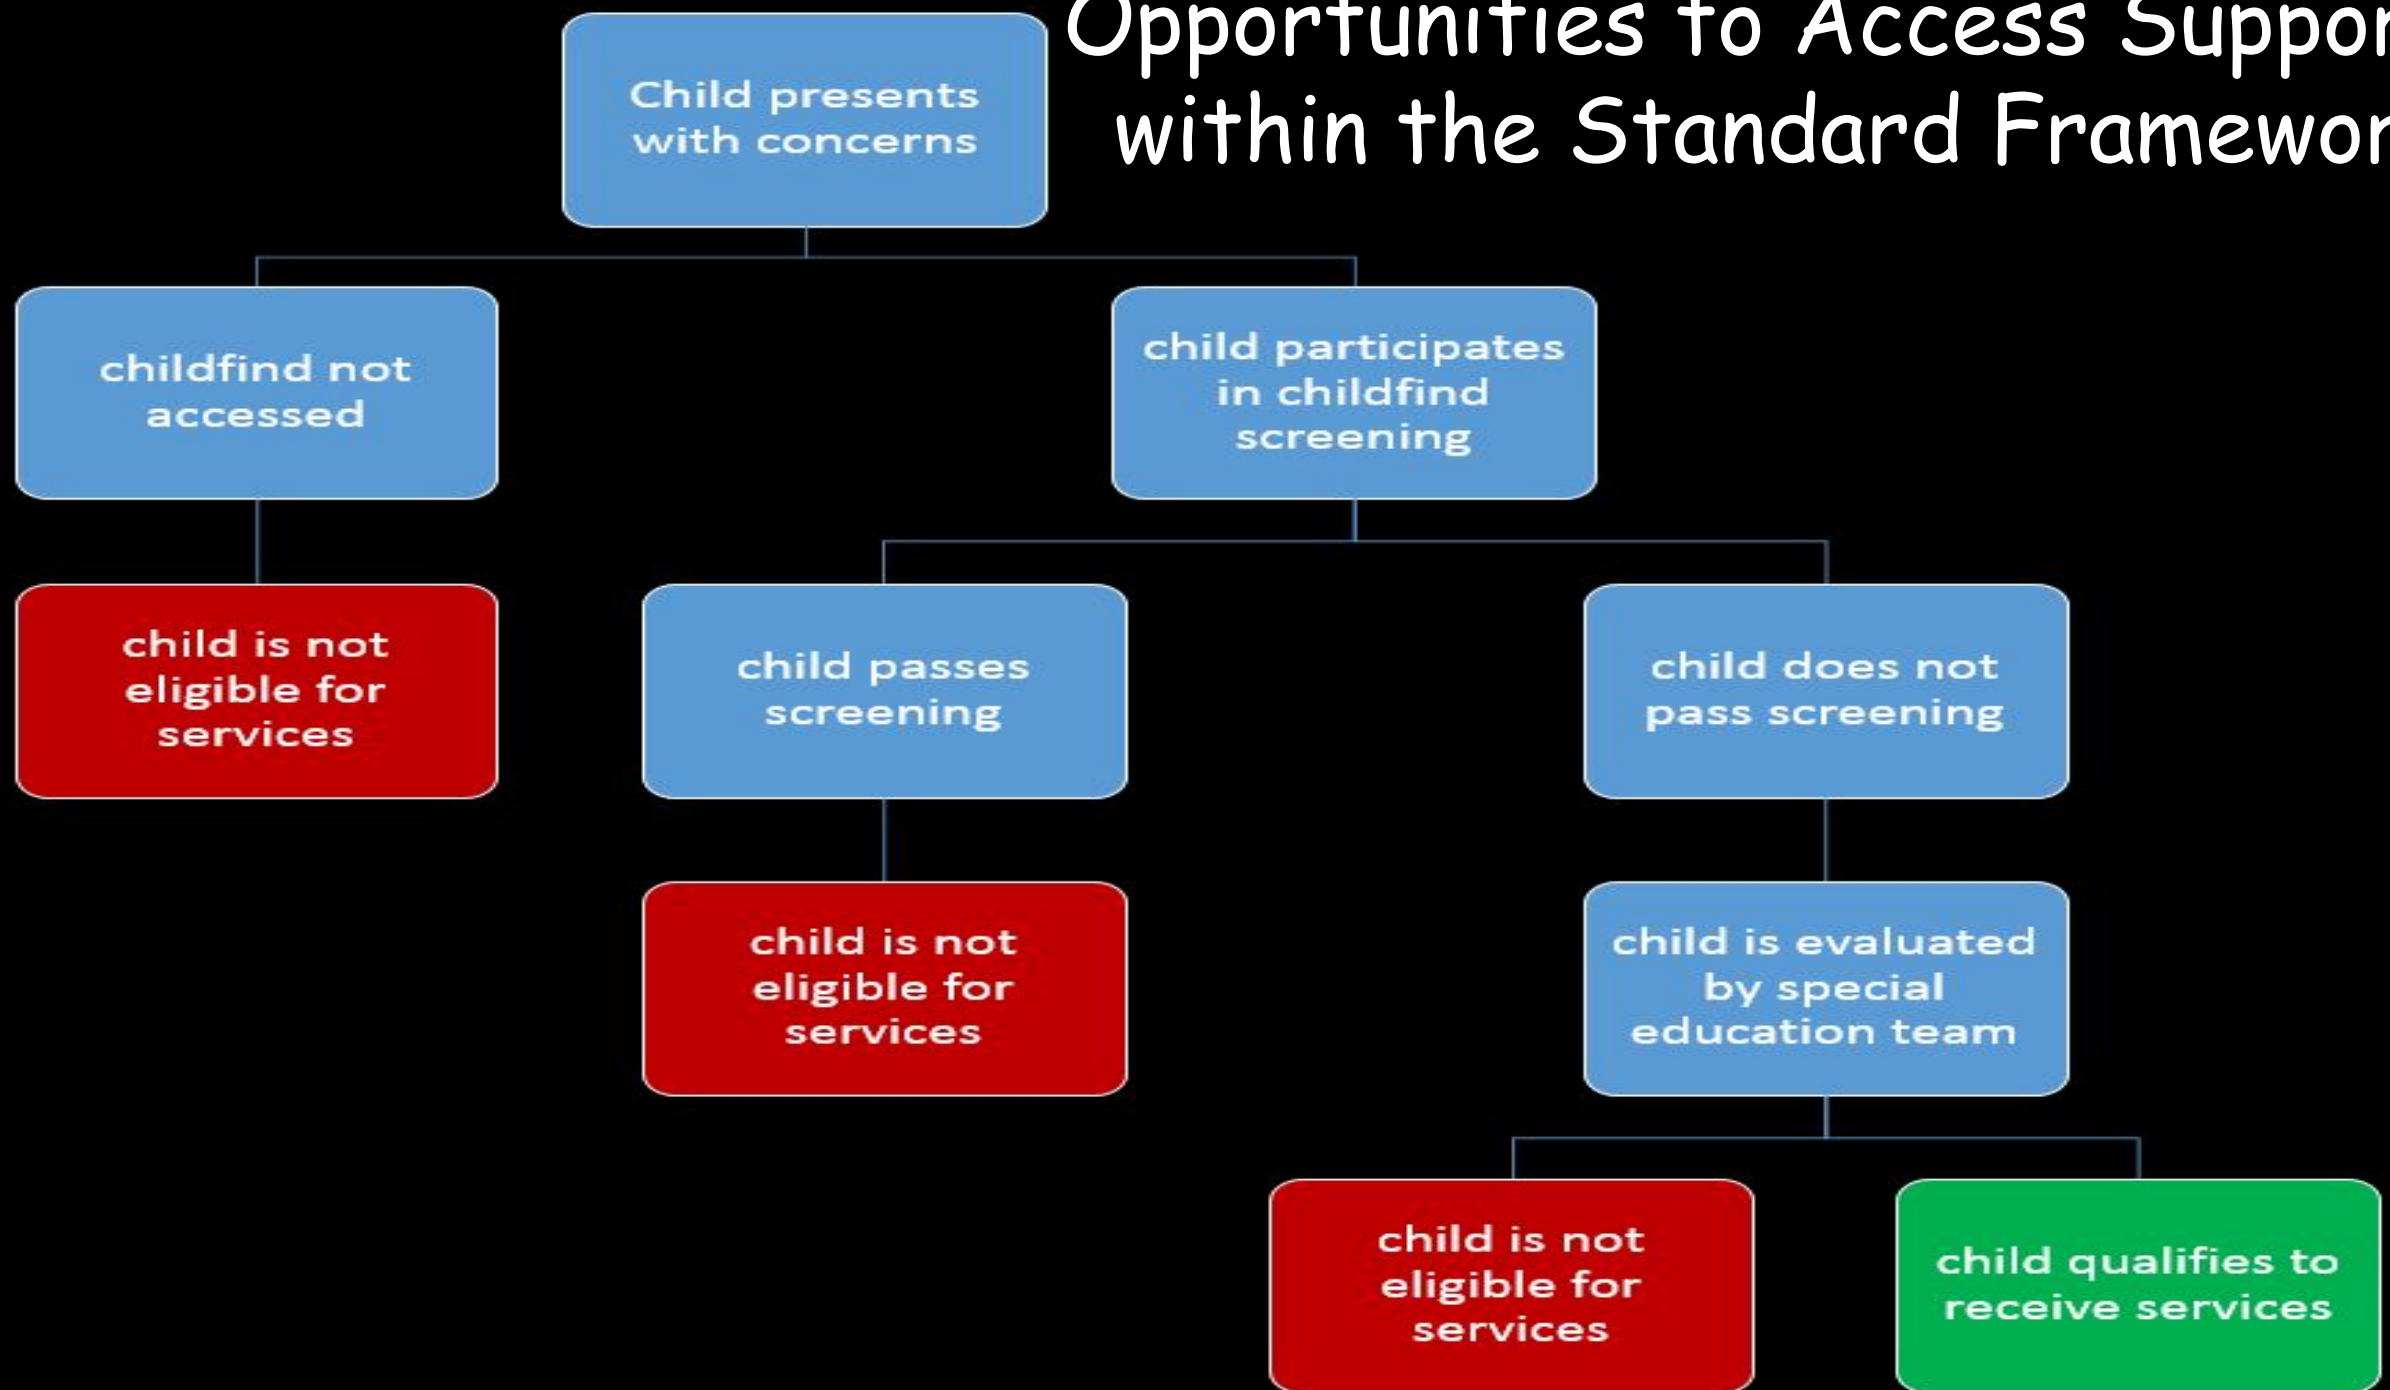 Opportunities to Access Suppor
within the Standard Framewor
Child presents
with concerns
childfind not
accessed
child participates
in childfind
screening
child is not
eligible for
services
child passes
screening
child does not
pass screening
child is not
eligible for
services
child is evaluated
by special
education team
child is not
eligible for
services
child qualifies to
receive services